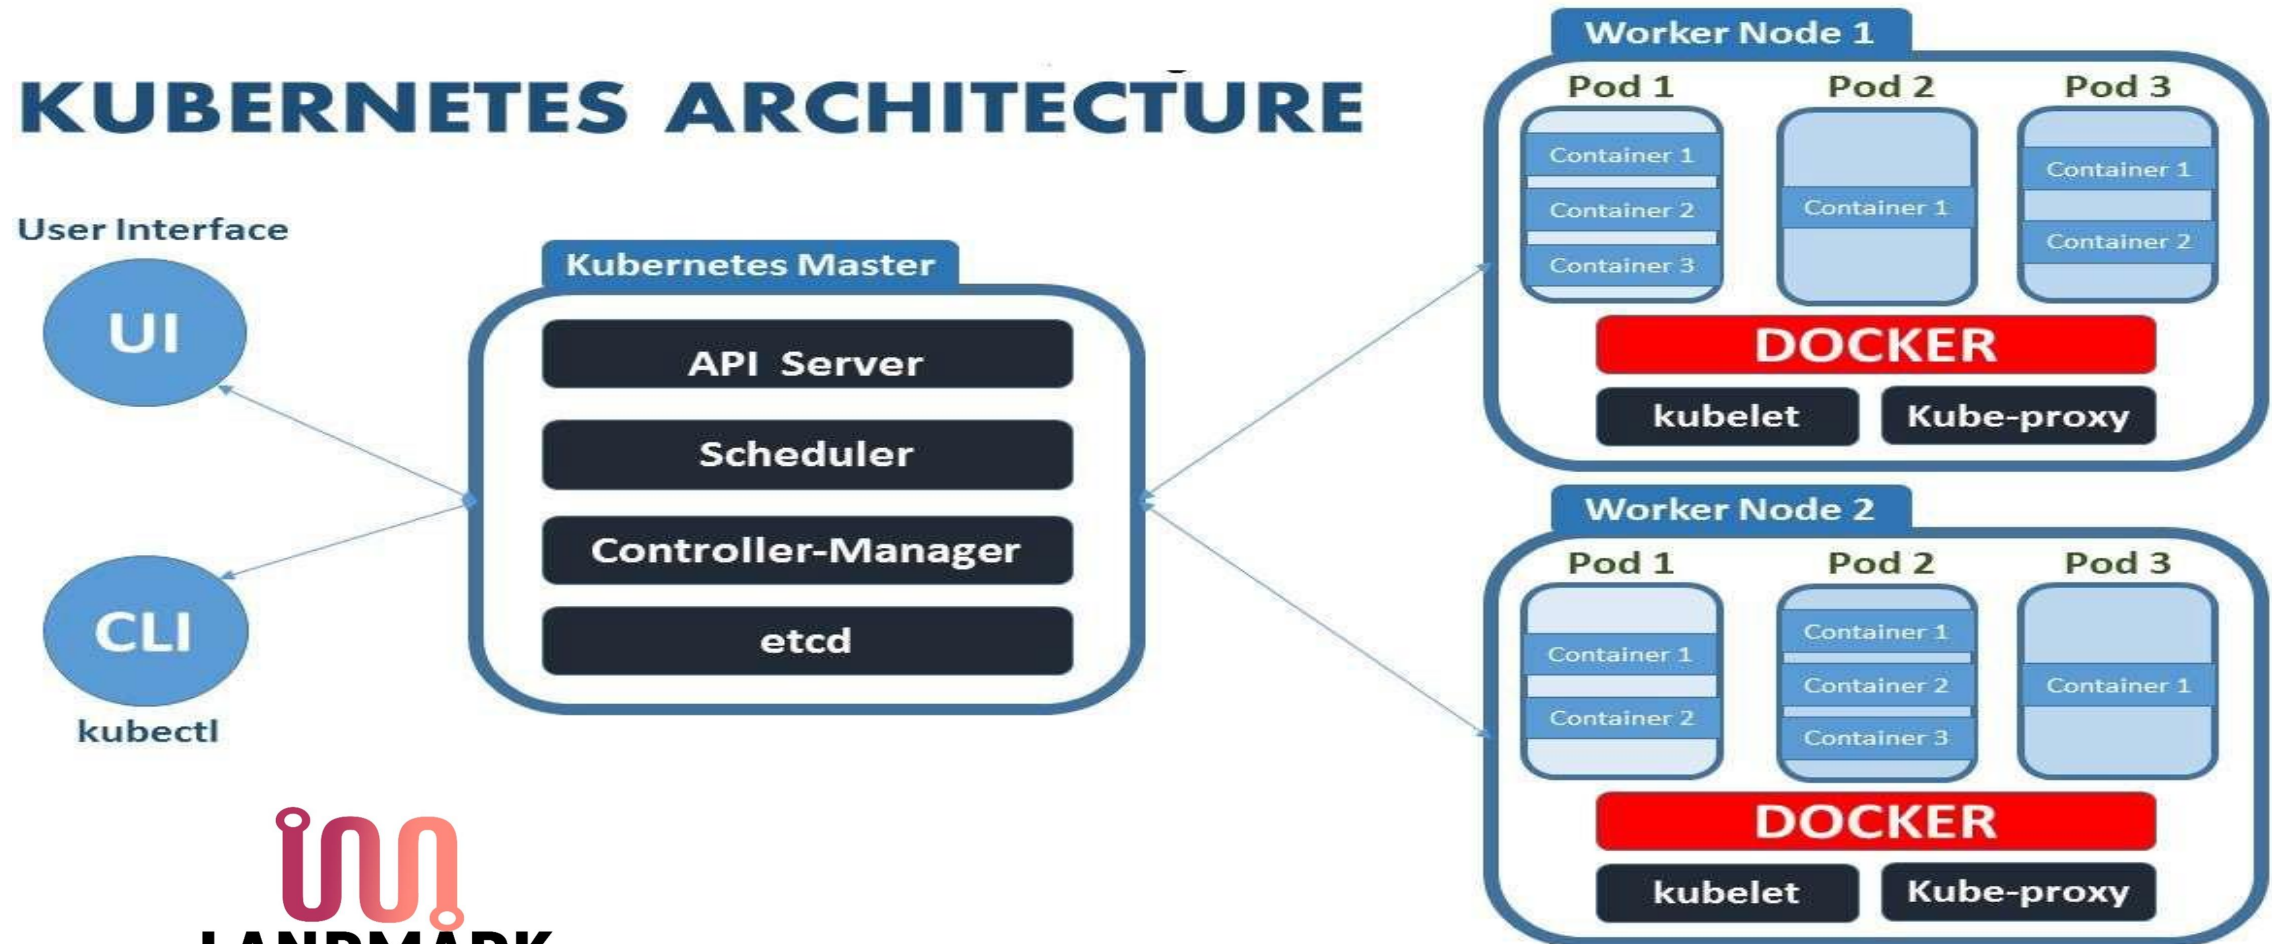 KUBERNETES ARCHITECTURE
User Interface
UI
CLI
kubectl
Kubernetes Master
API Server
Scheduler
Controller-Manager
etcd
Worker Node 1
Pod 1
Container 1
Container 2
Container 3
Pod 2
Container 1
Pod 3
Container 1
Container 2
DOCKER
kubelet
Kube-proxy
Worker Node 2
Pod 1
Container 1
Container 2
Pod 2
Container 1
Container 2
Container 3
Pod 3
Container 1
DOCKER
kubelet
Kube-proxy
LANDMARK